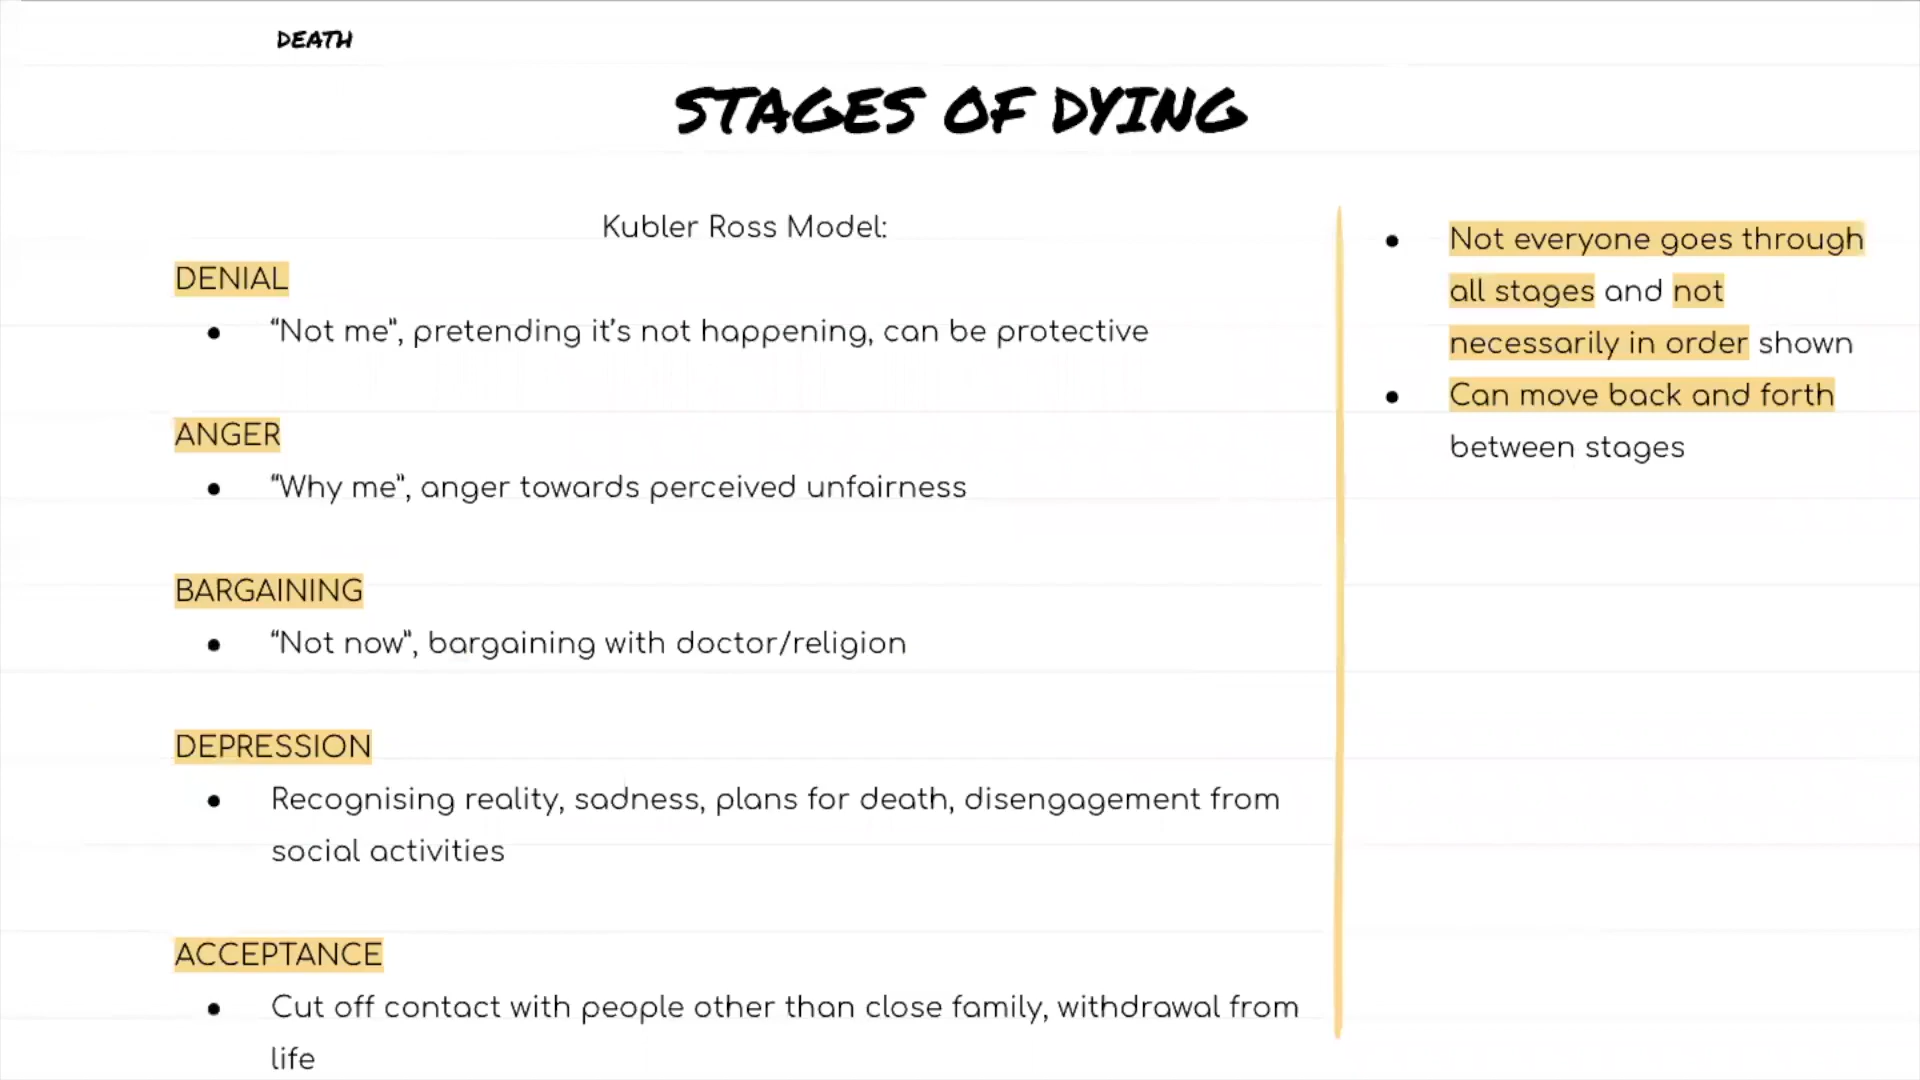 DEATH
STAGES OF DYING
Kubler Ross Model:
DENIAL
● “Not me”, pretending it’s not happening, can be protective
ANGER
● “Why me”, anger towards perceived unfairness
BARGAINING
● “Not now”, bargaining with doctor/religion
DEPRESSION
● Recognising reality, sadness, plans for death, disengagement from
social activities
ACCEPTANCE
● Cut off contact with people other than close family, withdrawal from
life
● Not everyone goes through
all stages and not
necessarily in order shown
● Can move back and forth
between stages